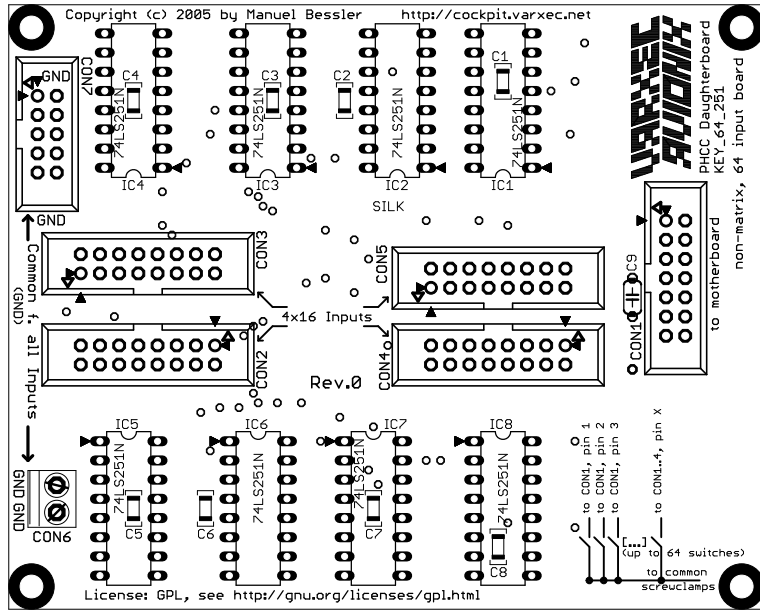 Copyright (c) 2005 by Manuel Bessler
http://cockpit.varxec.net
GND
CON7
C4
C3
C2
C1
74LS251N
74LS251N
74LS251N
74LS251N
IC4
IC3
IC2
IC1
VARXEC
AVIONIX
PHCC Daughterboard
KEY_64_251
non-matrix, 64 input board
SILK
GND
Common f. all Inputs
(GND)
CON3
CON5
C9
4x16 Inputs
to motherboard
CON1
CON2
CON4
Rev.0
IC5
IC6
IC7
IC8
74LS251N
74LS251N
74LS251N
74LS251N
GND GND
CON6
C5
C6
C7
C8
to CON1, pin 1
to CON1, pin 2
to CON1, pin 3
to CON1..4, pin X
[...]
(up to 64 switches)
to common
screwclamps
License: GPL, see http://gnu.org/licenses/gpl.html